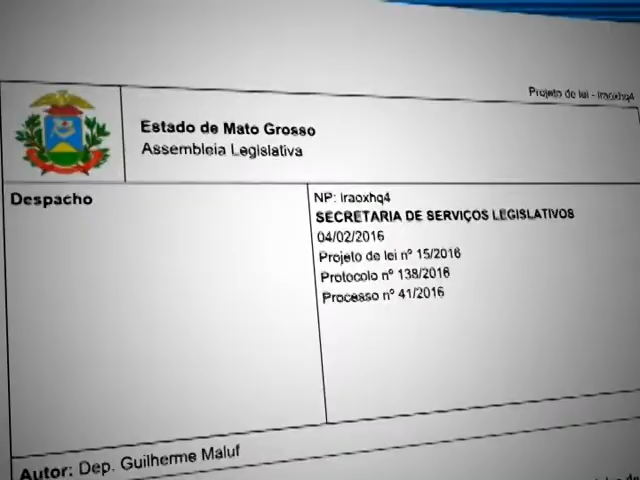 Projeto de lei - lraoxhq4
Estado de Mato Grosso
Assembleia Legislativa
Despacho
NP: lraoxhq4
SECRETARIA DE SERVIÇOS LEGISLATIVOS
04/02/2016
Projeto de lei nº 15/2016
Protocolo nº 138/2016
Processo nº 41/2016
Autor: Dep. Guilherme Maluf